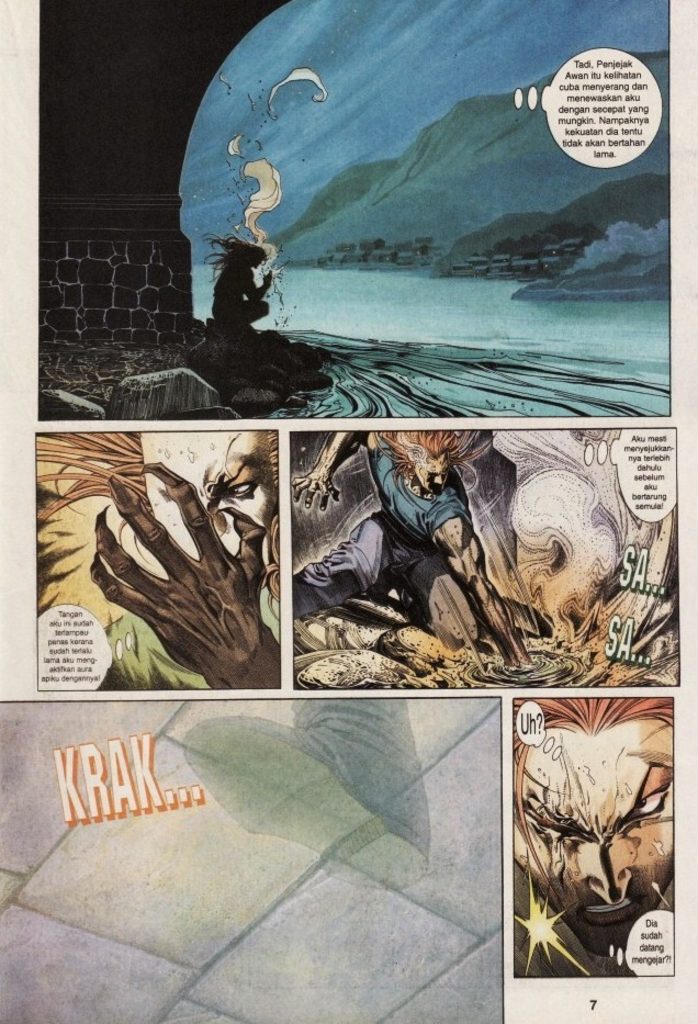 Tadi, Penjejak
Awan itu kelihatan
cuba menyerang dan
menewaskan aku
dengan secepat yang
mungkin. Nampaknya
kekuatan dia tentu
tidak akan bertahan
lama.
Tangan
aku ini sudah
terlampau
panas kerana
sudah terlalu
lama aku meng-
aktifkan aura
apiku dengannya.
Aku mesti
menyejukkan-
nya terlebih
dahulu
sebelum
aku
bertarung
semula!
SA...
SA...
KRAK...
Uh?
Dia
sudah
datang
mengejar?!
7